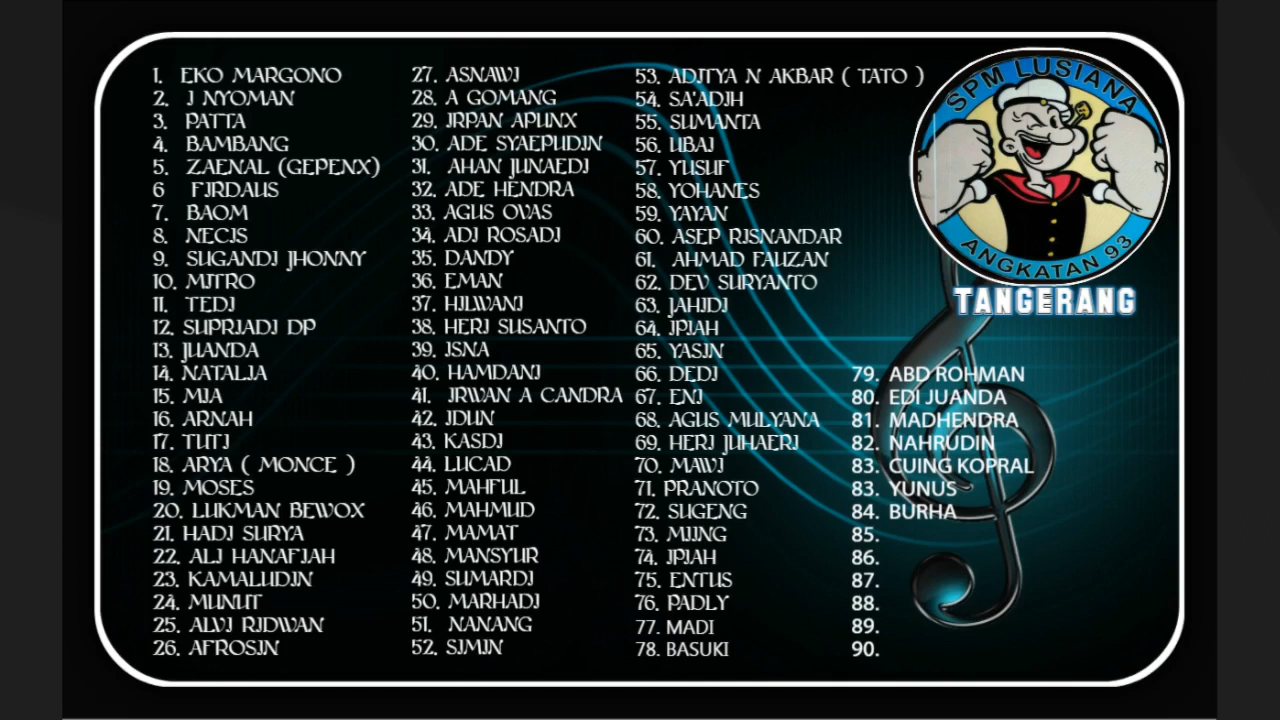 1. EKO MARGONO
2. I NYOMAN
3. PATTA
4. BAMBANG
5. ZAENAL (GEPENX)
6 FIRDAUS
7. BAOM
8. NECIS
9. SUGANDI JHONNY
10. MITRO
11. TEDI
12. SUPRIADI DP
13. JUANDA
14. NATALIA
15. MIA
16. ARNAH
17. TUTI
18. ARYA ( MONCE )
19. MOSES
20. LUKMAN BEWOX
21. HADI SURYA
22. ALI HANAFIAH
23. KAMALUDIN
24. MUNUT
25. ALVI RIDWAN
26. AFROSIN
27. ASNAWI
28. A GOMANG
29. IRPAN APUNX
30. ADE SYAEPUDIN
31. AHAN JUNAEDI
32. ADE HENDRA
33. AGUS OVAS
34. ADI ROSADI
35. DANDY
36. EMAN
37. HILWANI
38. HERI SUSANTO
39. ISNA
40. HAMDANI
41. IRWAN A CANDRA
42. IDUN
43. KASDI
44. LUCAD
45. MAHFUL
46. MAHMUD
47. MAMAT
48. MANSYUR
49. SUMARDI
50. MARHADI
51. NANANG
52. SIMIN
53. ADITYA N AKBAR ( TATO )
54. SA'ADIH
55. SUMANTA
56. UBAI
57. YUSUF
58. YOHANES
59. YAYAN
60. ASEP RISNANDAR
61. AHMAD FAUZAN
62. DEV SURYANTO
63. JAHIDI
64. IPIAH
65. YASIN
66. DEDI
67. ENI
68. AGUS MULYANA
69. HERI JUHAERI
70. MAWI
71. PRANOTO
72. SUGENG
73. MIING
74. IPIAH
75. ENTUS
76. PADLY
77. MADI
78. BASUKI
79. ABD ROHMAN
80. EDI JUANDA
81. MADHENDRA
82. NAHRUDIN
83. CUING KOPRAL
83. YUNUS
84. BURHA
85.
86.
87.
88.
89.
90.
SPM LUSIANA
ANGKATAN 93
TANGERANG